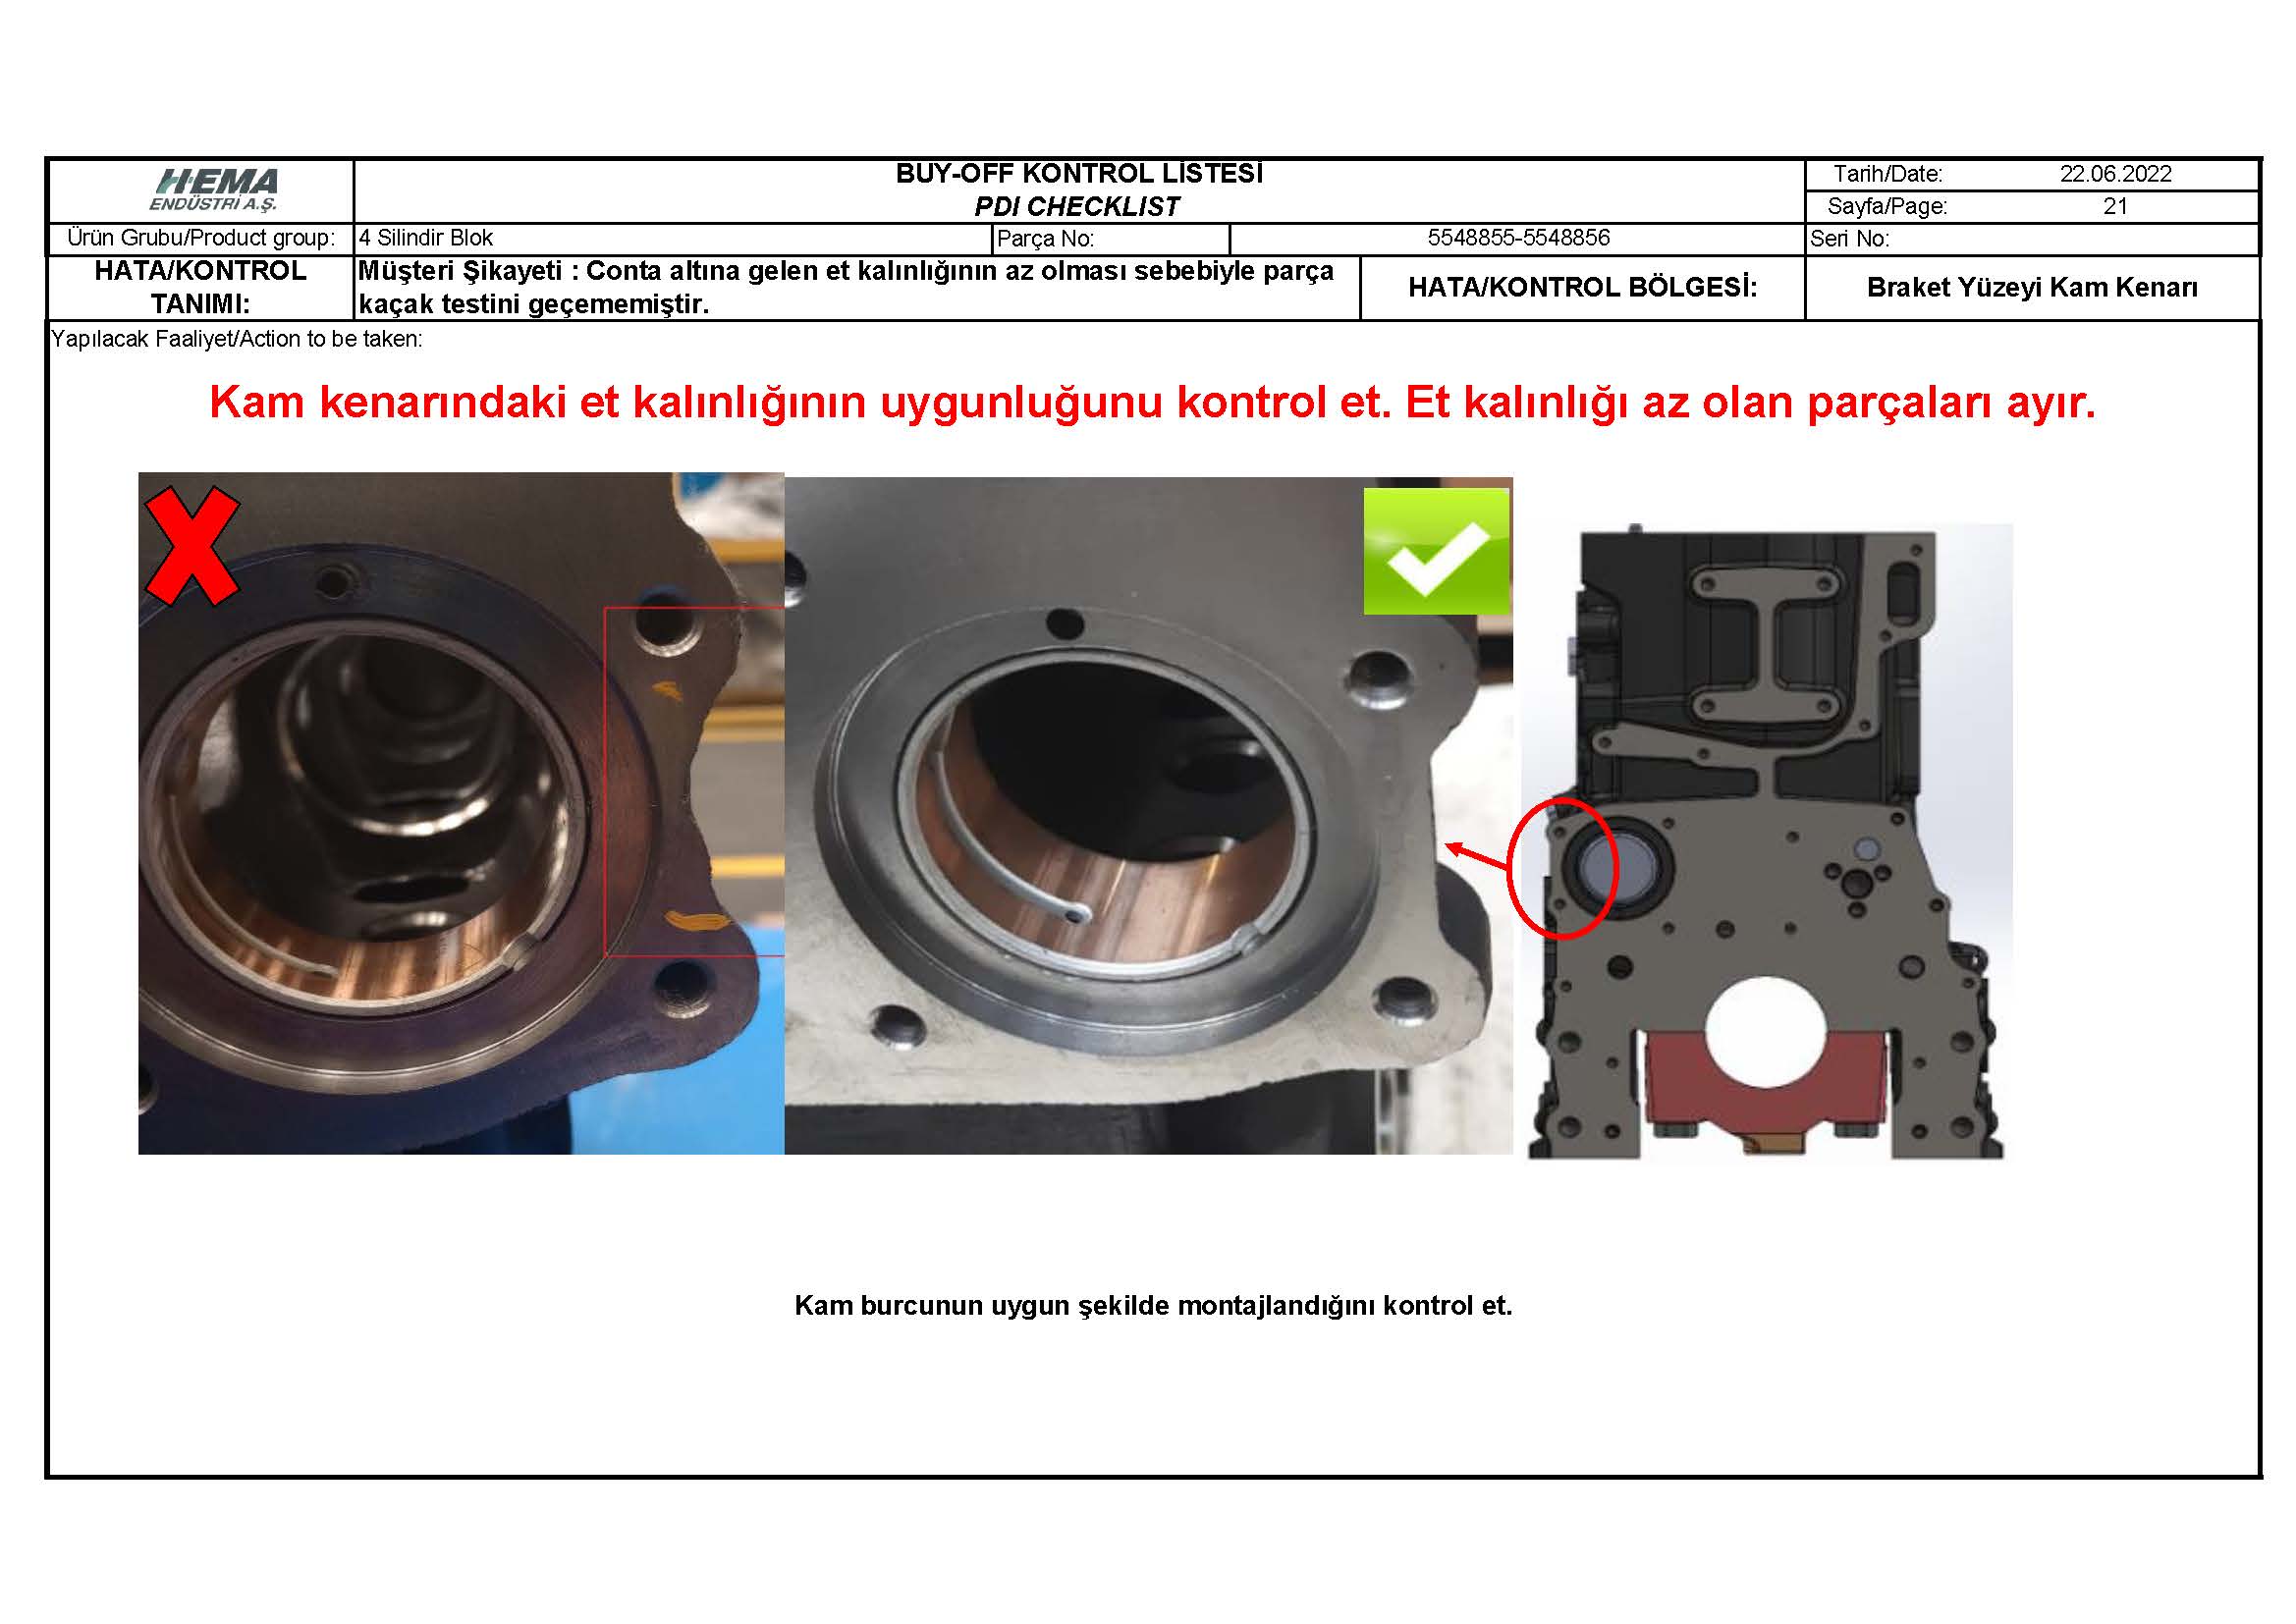 HEMA
ENDÜSTRİ A.Ş.
BUY-OFF KONTROL LİSTESİ
PDI CHECKLIST
Tarih/Date: 22.06.2022
Sayfa/Page: 21
Ürün Grubu/Product group: 4 Silindir Blok Parça No: 5548855-5548856 Seri No:
HATA/KONTROL TANIMI:
Müşteri Şikayeti : Conta altına gelen et kalınlığının az olması sebebiyle parça
kaçak testini geçememiştir.
HATA/KONTROL BÖLGESİ: Braket Yüzeyi Kam Kenarı
Yapılacak Faaliyet/Action to be taken:
Kam kenarındaki et kalınlığının uygunluğunu kontrol et. Et kalınlığı az olan parçaları ayır.
Kam burcunun uygun şekilde montajlandığını kontrol et.